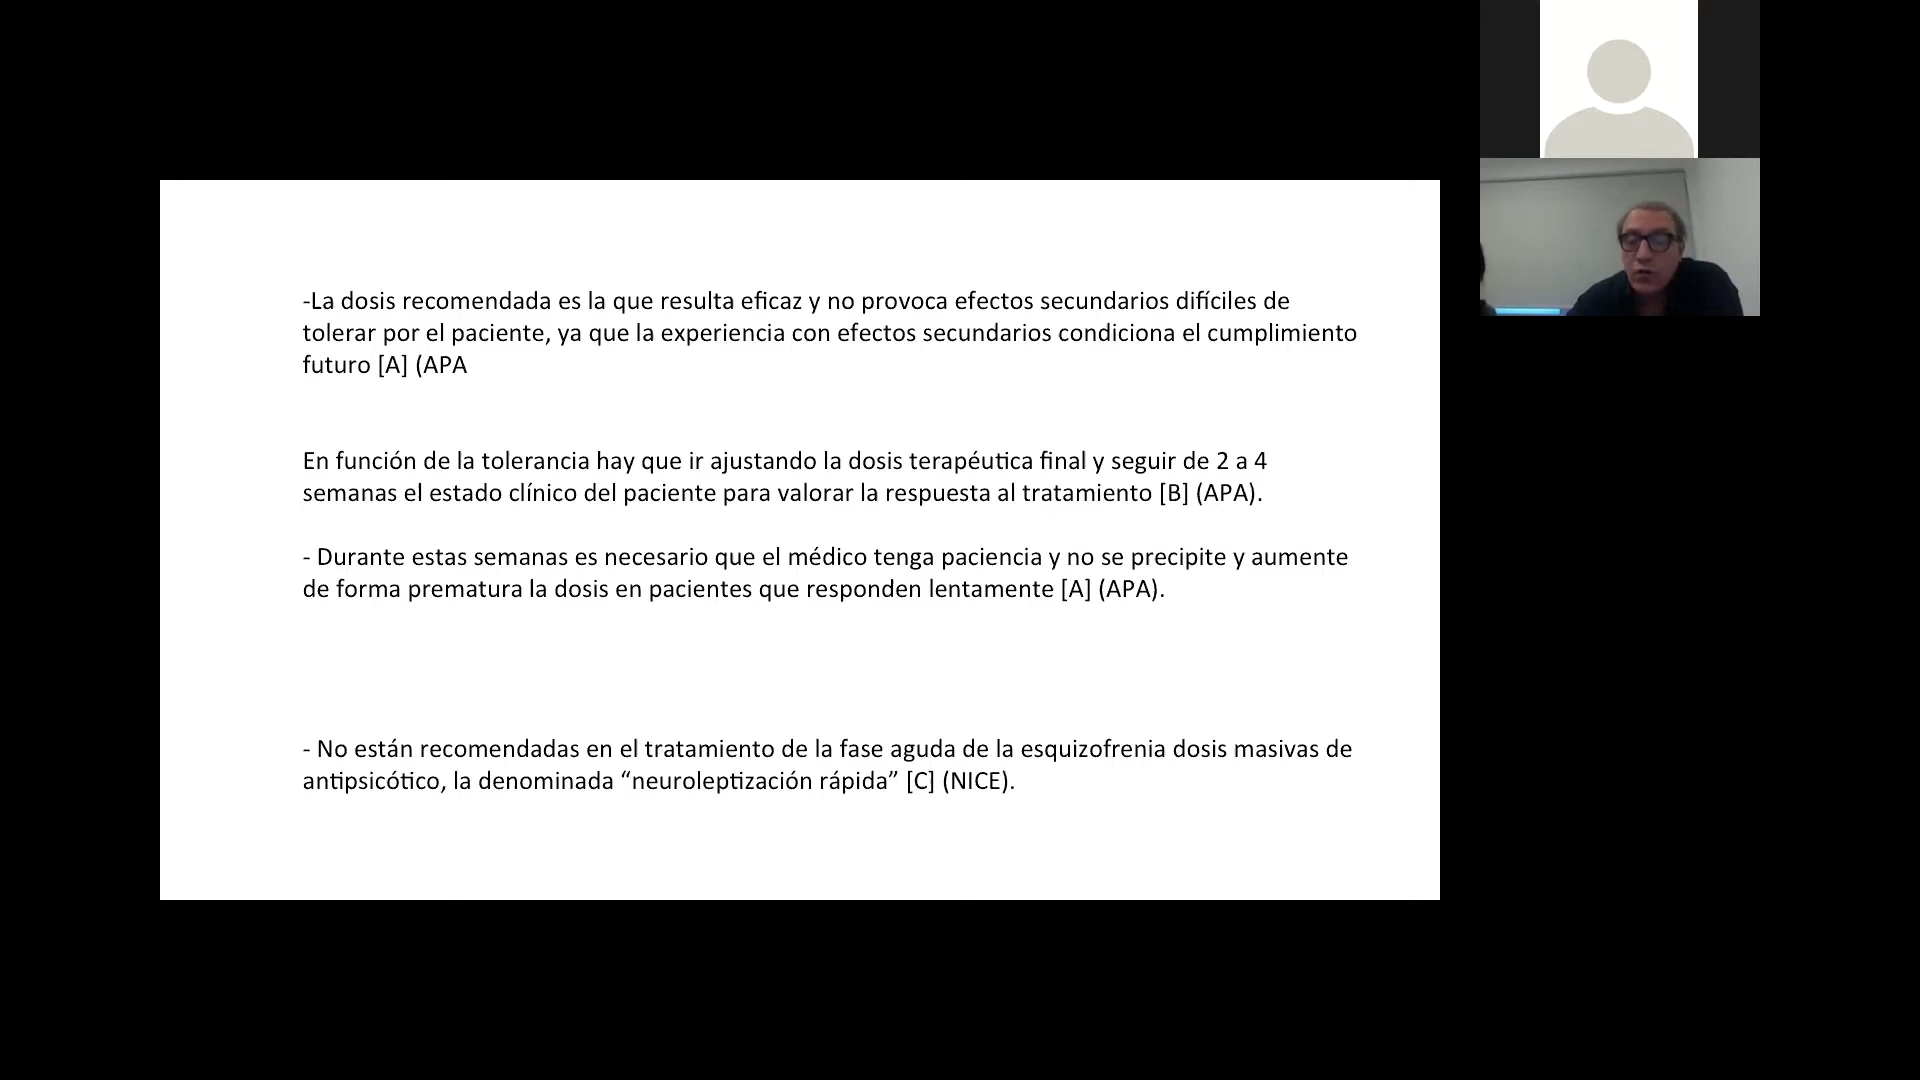 -La dosis recomendada es la que resulta eficaz y no provoca efectos secundarios difíciles de
tolerar por el paciente, ya que la experiencia con efectos secundarios condiciona el cumplimiento
futuro [A] (APA
En función de la tolerancia hay que ir ajustando la dosis terapéutica final y seguir de 2 a 4
semanas el estado clínico del paciente para valorar la respuesta al tratamiento [B] (APA).
- Durante estas semanas es necesario que el médico tenga paciencia y no se precipite y aumente
de forma prematura la dosis en pacientes que responden lentamente [A] (APA).
- No están recomendadas en el tratamiento de la fase aguda de la esquizofrenia dosis masivas de
antipsicótico, la denominada “neuroleptización rápida” [C] (NICE).